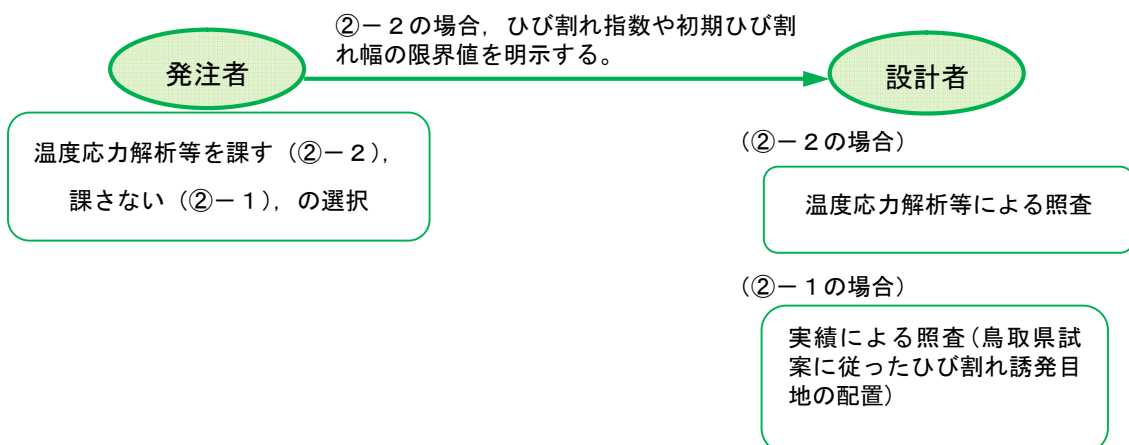 ②－２の場合，ひび割れ指数や初期ひび割
れ幅の限界値を明示する。
発注者
設計者
温度応力解析等を課す（②－２），
課さない（②－１），の選択
（②－２の場合）
温度応力解析等による照査
（②－１の場合）
実績による照査（鳥取県試
案に従ったひび割れ誘発目
地の配置）